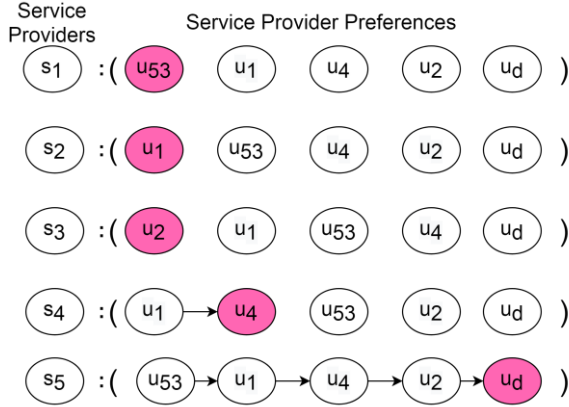 Service Providers
Service Provider Preferences
s1 :( u53 u1 u4 u2 ud )
s2 :( u1 u53 u4 u2 ud )
s3 :( u2 u1 u53 u4 ud )
s4 :( u1 u4 u53 u2 ud )
s5 :( u53 u1 u4 u2 ud )